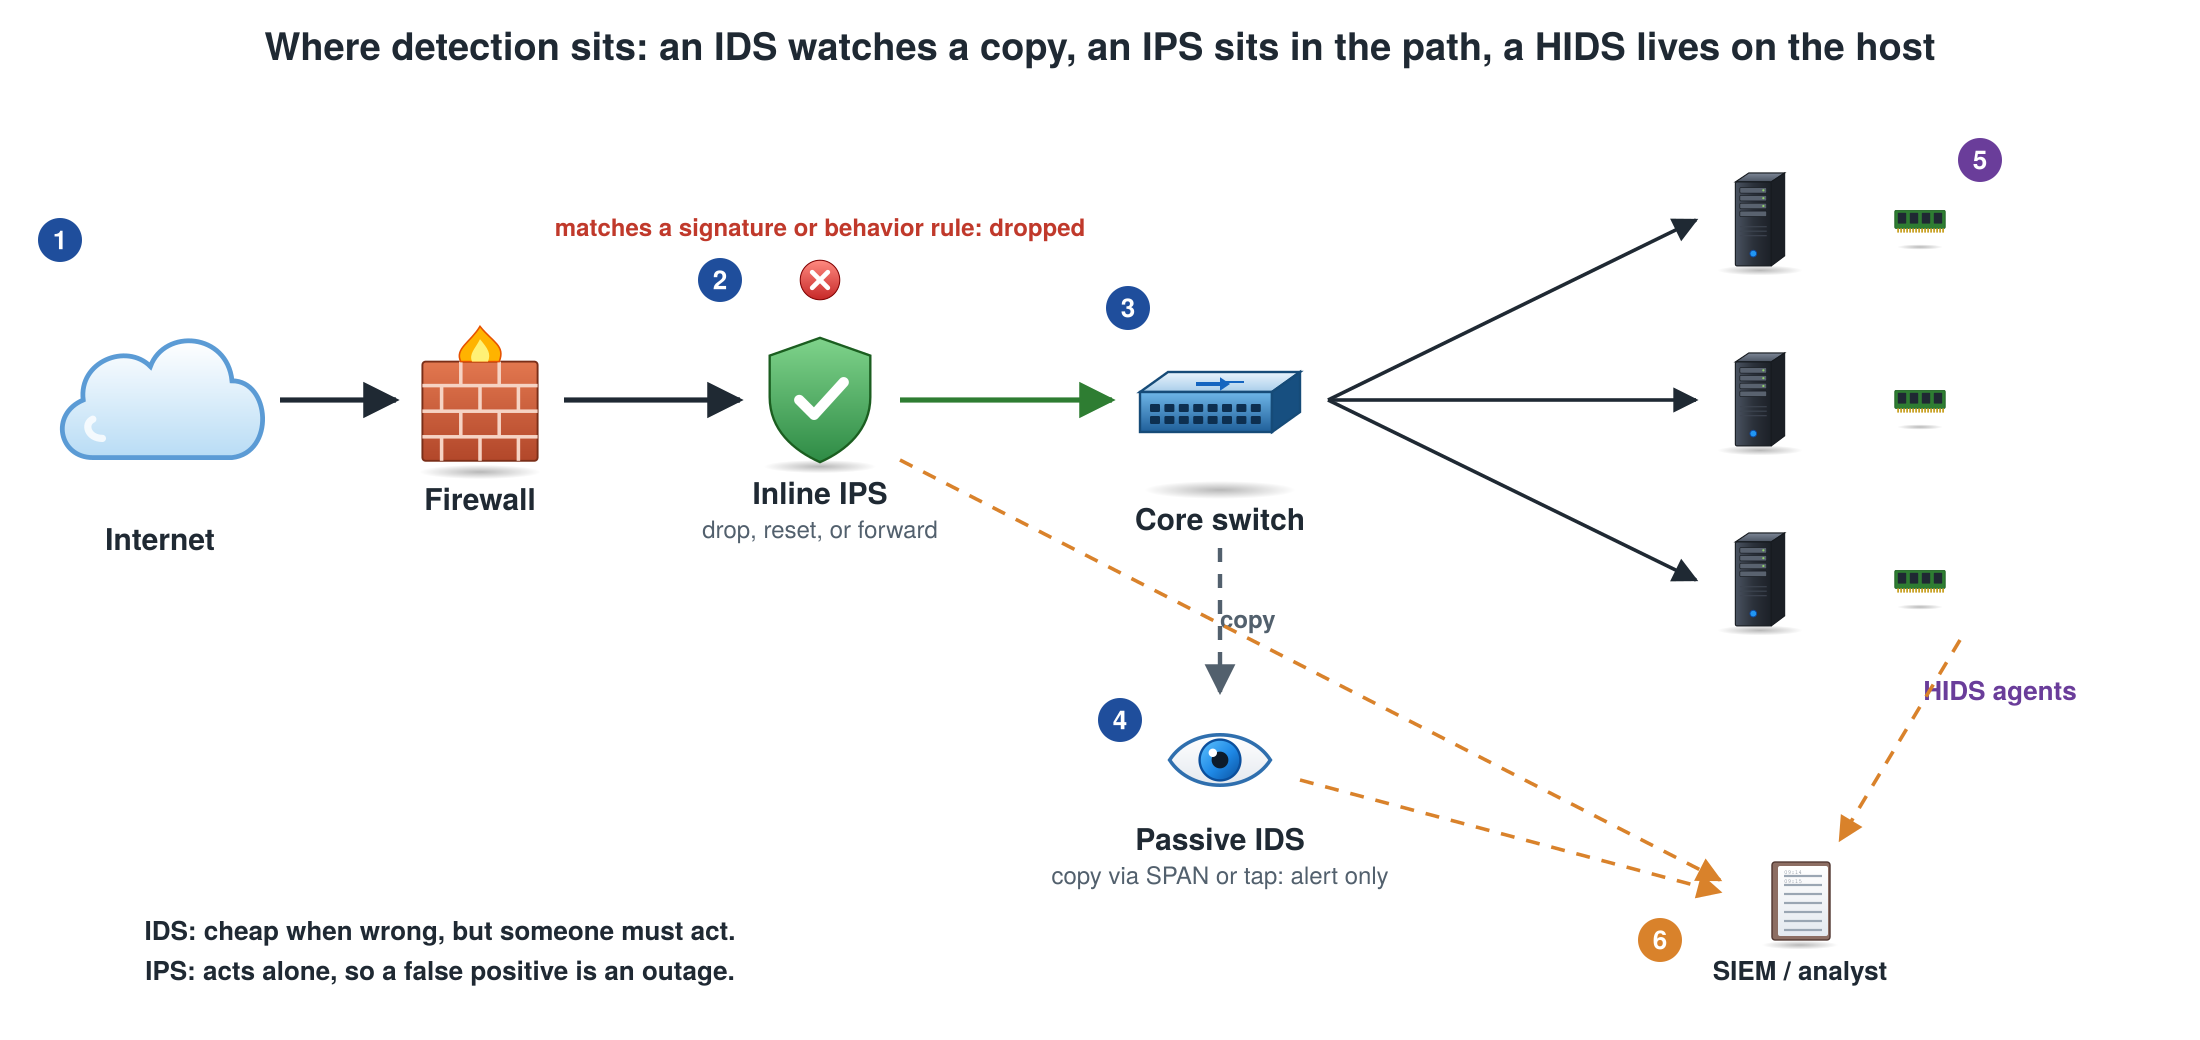 Where detection sits: an IDS watches a copy, an IPS sits in the path, a HIDS lives on the host
1
5
matches a signature or behavior rule: dropped
2
3
Internet
Firewall
Inline IPS
drop, reset, or forward
Core switch
copy
HIDS agents
4
Passive IDS
copy via SPAN or tap: alert only
IDS: cheap when wrong, but someone must act.
IPS: acts alone, so a false positive is an outage.
6
SIEM / analyst